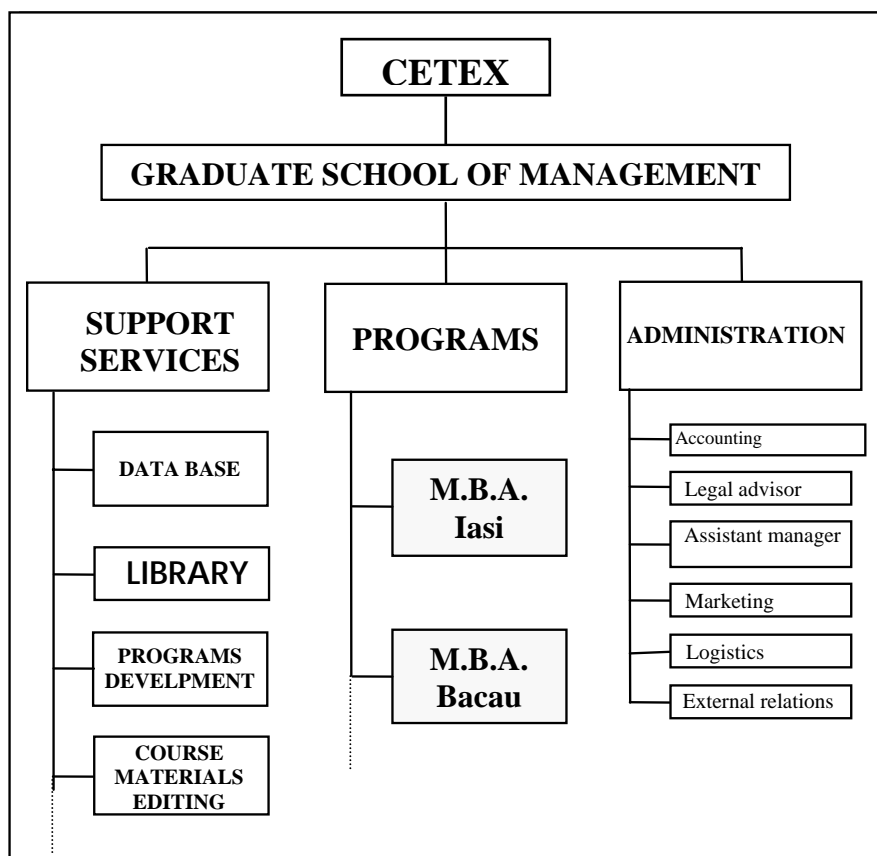 CETEX
GRADUATE SCHOOL OF MANAGEMENT
SUPPORT
SERVICES
DATA BASE
LIBRARY
PROGRAMS
DEVELPMENT
COURSE
MATERIALS
EDITING
PROGRAMS
M.B.A.
Iasi
M.B.A.
Bacau
ADMINISTRATION
Accounting
Legal advisor
Assistant manager
Marketing
Logistics
External relations